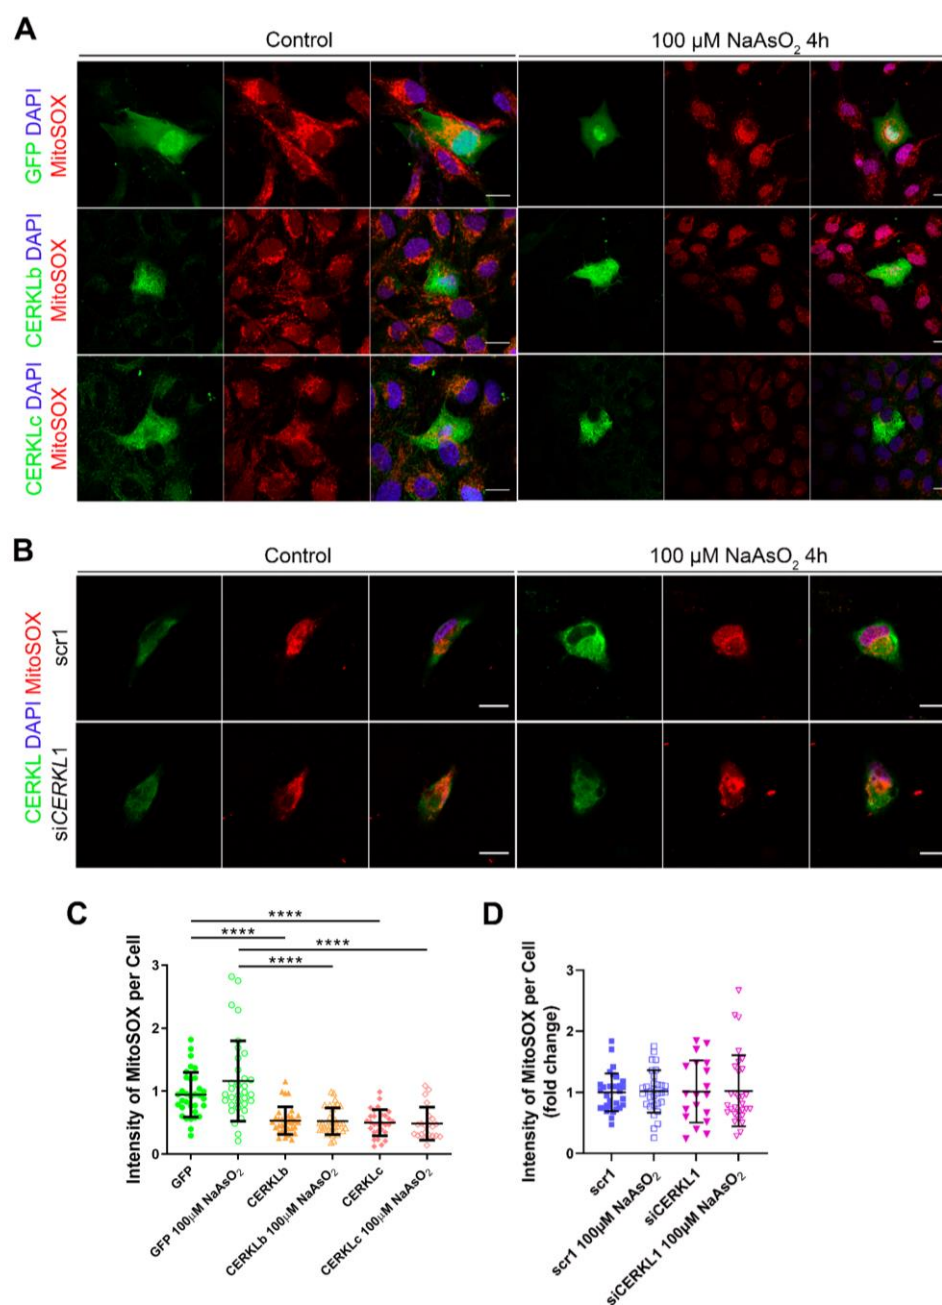 A
Control
100 µM NaAsO₂ 4h
GFP DAPI
MitoSOX
CERKLb DAPI
MitoSOX
CERKLc DAPI
MitoSOX
B
Control
100 µM NaAsO₂ 4h
CERKL DAPI MitoSOX
scr1
siCERKL1
C
Intensity of MitoSOX per Cell
3
2
1
0
****
****
****
****
GFP
GFP 100µM NaAsO₂
CERKLb
CERKLb 100µM NaAsO₂
CERKLc
CERKLc 100µM NaAsO₂
D
Intensity of MitoSOX per Cell
(fold change)
3
2
1
0
scr1
scr1 100µM NaAsO₂
siCERKL1
siCERKL1 100µM NaAsO₂